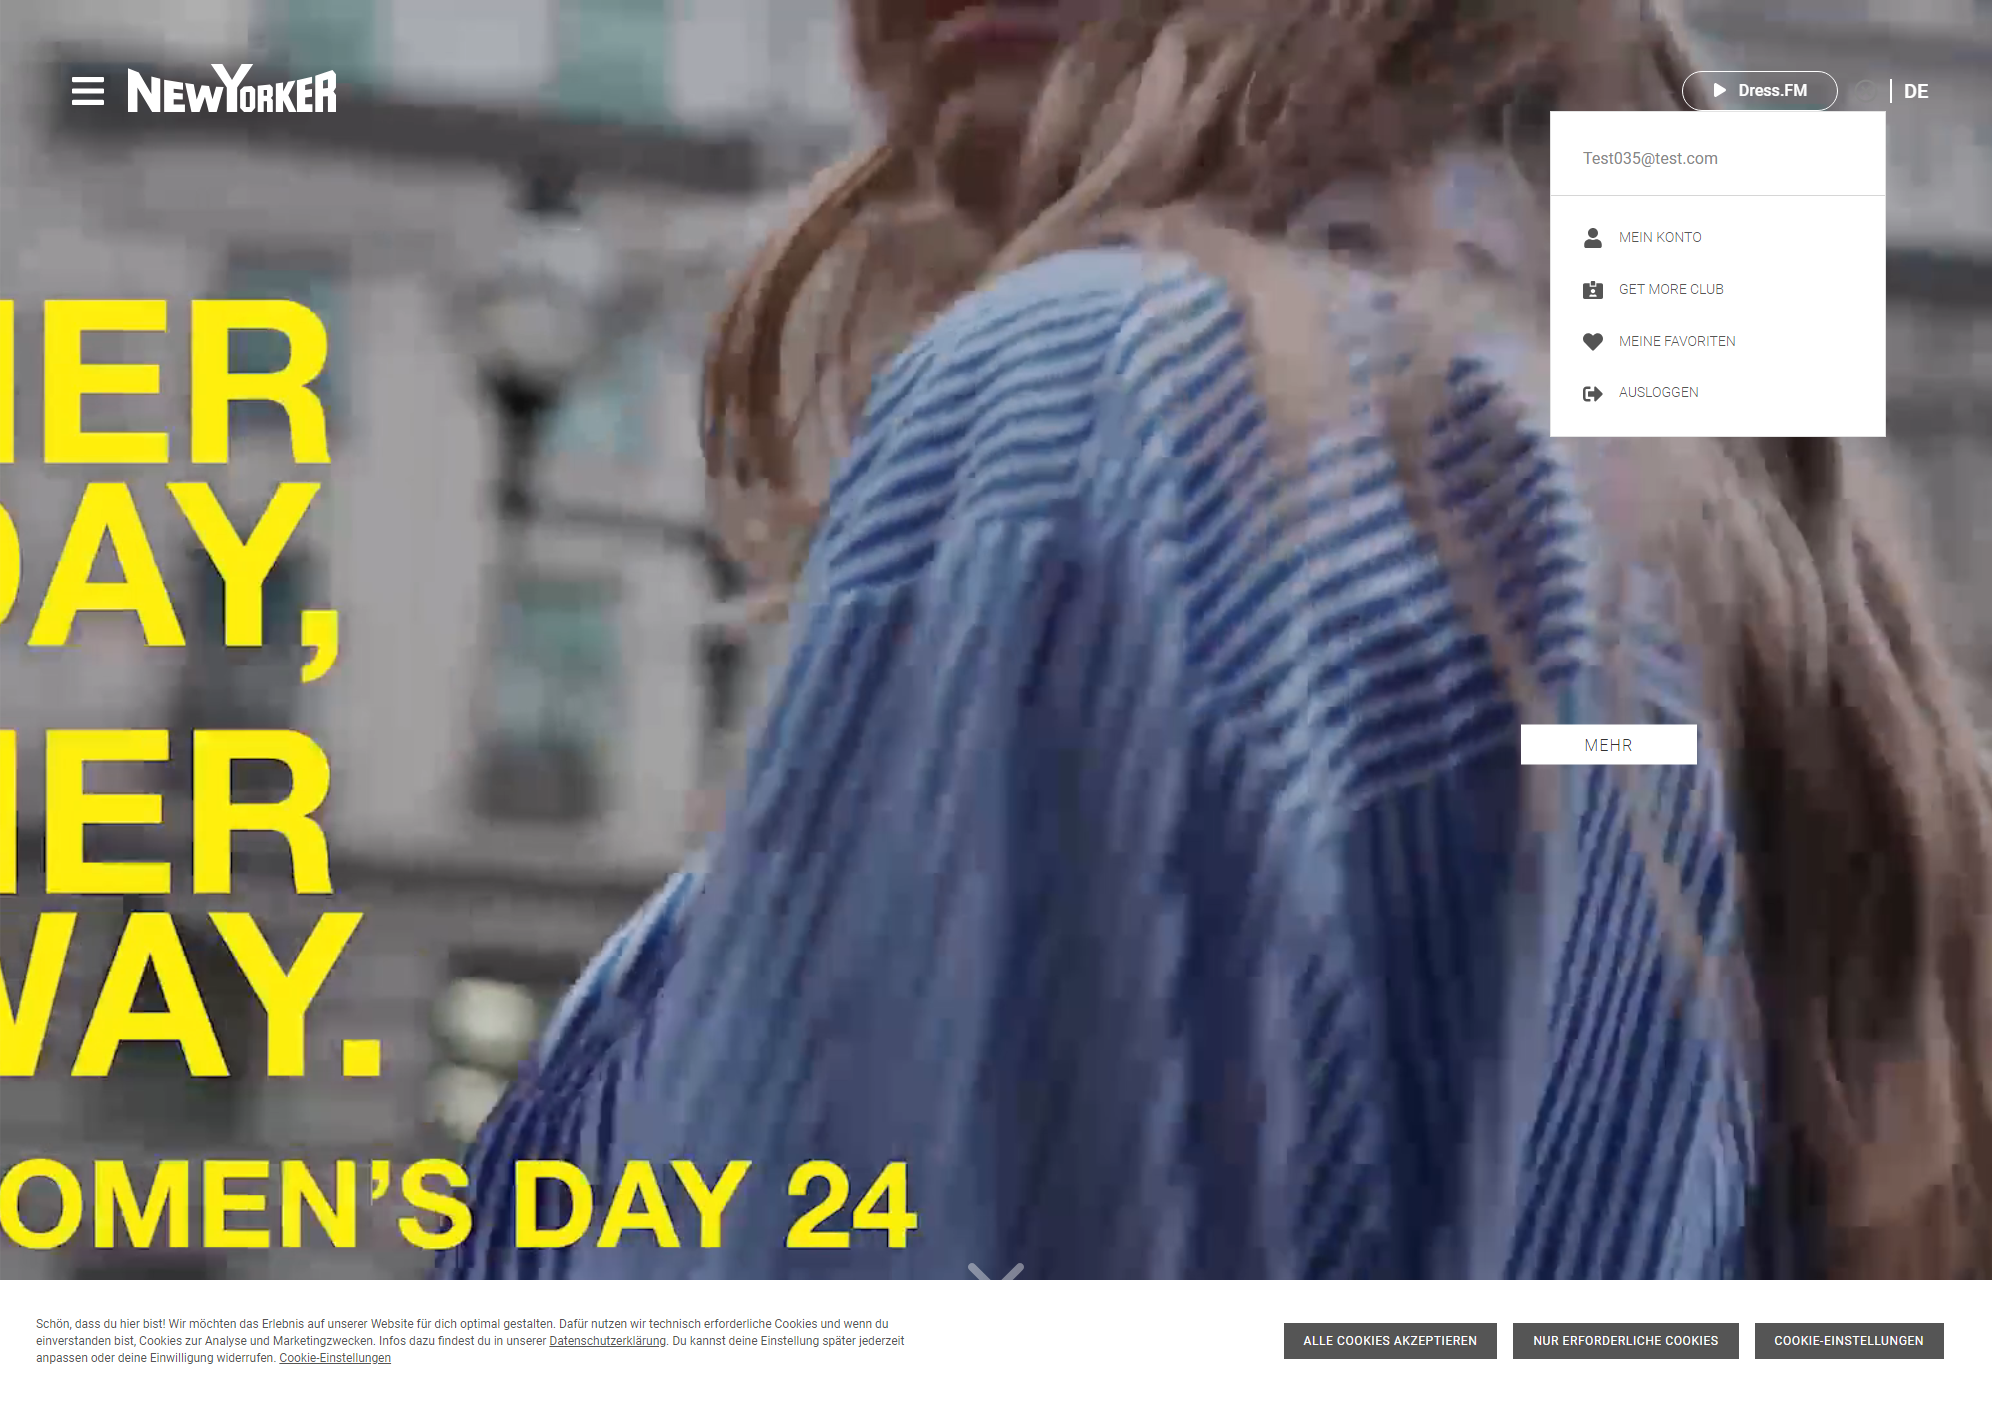 NEWYORKER
Dress.FM
DE
Test035@test.com
MEIN KONTO
GET MORE CLUB
MEINE FAVORITEN
AUSLOGGEN
HER
DAY,
HER
WAY.
MEHR
WOMEN'S DAY 24
Schön, dass du hier bist! Wir möchten das Erlebnis auf unserer Website für dich optimal gestalten. Dafür nutzen wir technisch erforderliche Cookies und wenn du
einverstanden bist, Cookies zur Analyse und Marketingzwecken. Infos dazu findest du in unserer Datenschutzerklärung. Du kannst deine Einstellung später jederzeit
anpassen oder deine Einwilligung widerrufen. Cookie-Einstellungen
ALLE COOKIES AKZEPTIEREN
NUR ERFORDERLICHE COOKIES
COOKIE-EINSTELLUNGEN